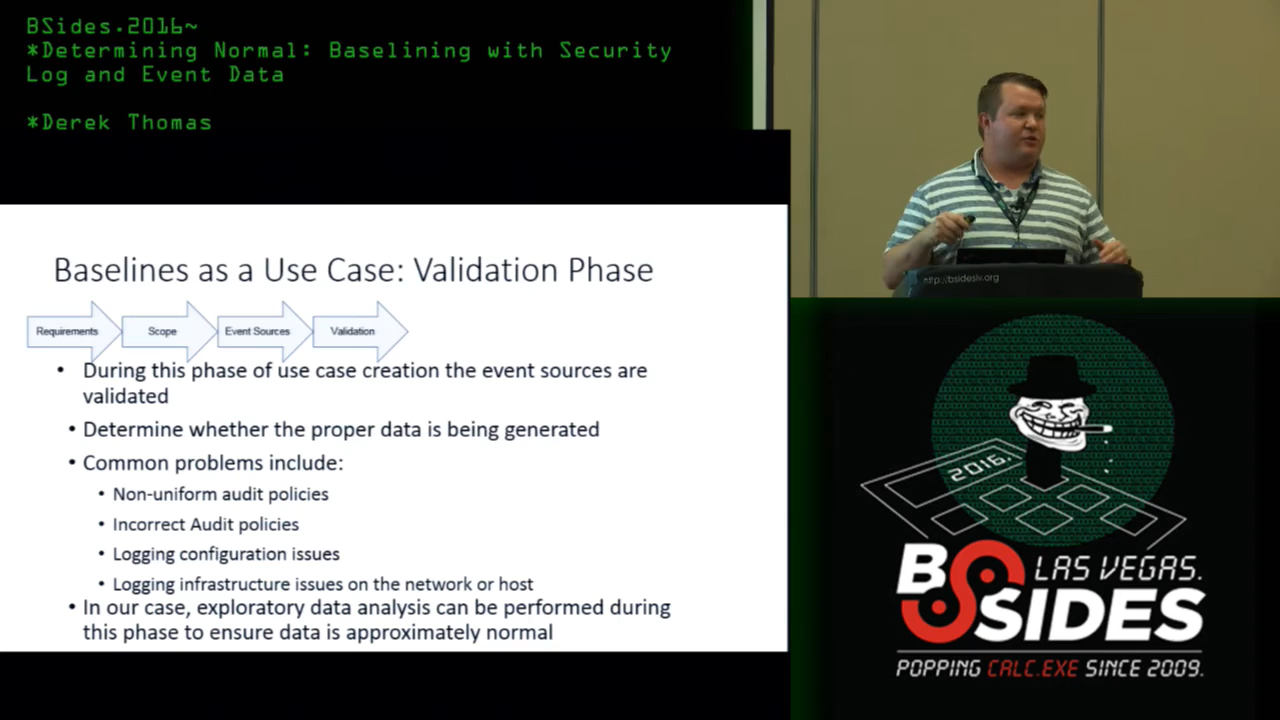 BSides.2016~
*Determining Normal: Baselining with Security
Log and Event Data
*Derek Thomas
http://bsideslv.org
Baselines as a Use Case: Validation Phase
Requirements
Scope
Event Sources
Validation
• During this phase of use case creation the event sources are
validated
• Determine whether the proper data is being generated
• Common problems include:
• Non-uniform audit policies
• Incorrect Audit policies
• Logging configuration issues
• Logging infrastructure issues on the network or host
• In our case, exploratory data analysis can be performed during
this phase to ensure data is approximately normal
2016.
BSIDES
LAS VEGAS.
POPPING CALC.EXE SINCE 2009.